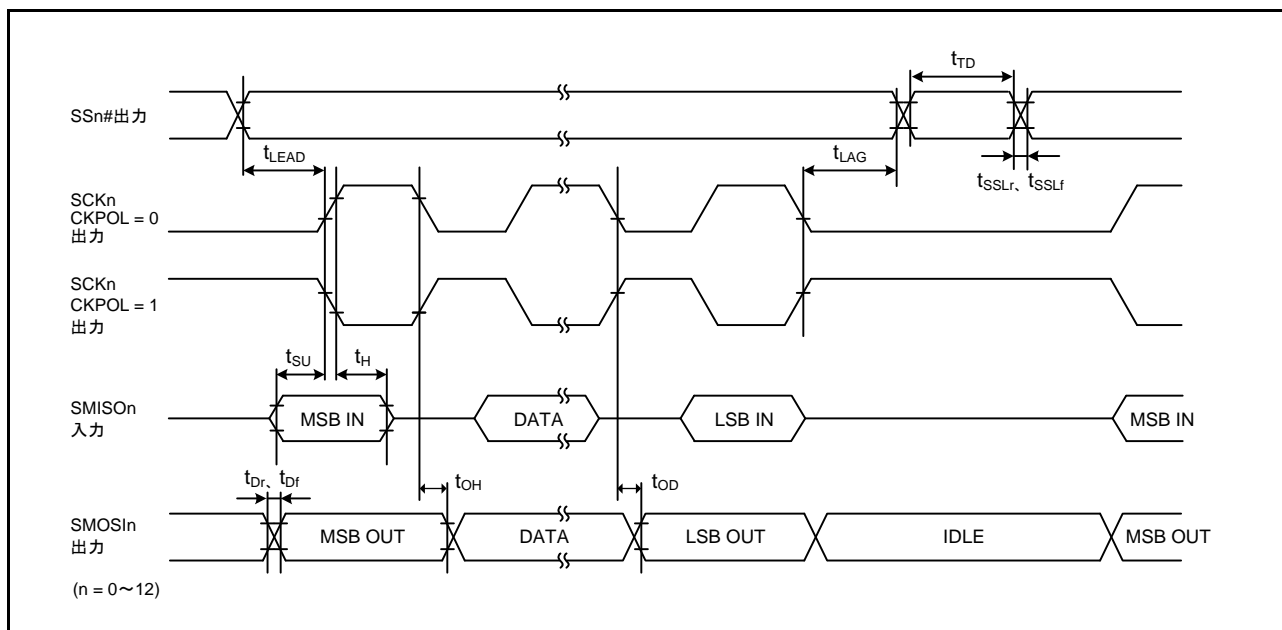 tTD
SSn#出力
tLEAD
tLAG
tSSLr、tSSLf
SCKn
CKPOL = 0
出力
SCKn
CKPOL = 1
出力
tSU
tH
SMISOn
入力
MSB IN
DATA
LSB IN
MSB IN
tDr、tDf
tOH
tOD
SMOSIn
出力
MSB OUT
DATA
LSB OUT
IDLE
MSB OUT
(n = 0～12)